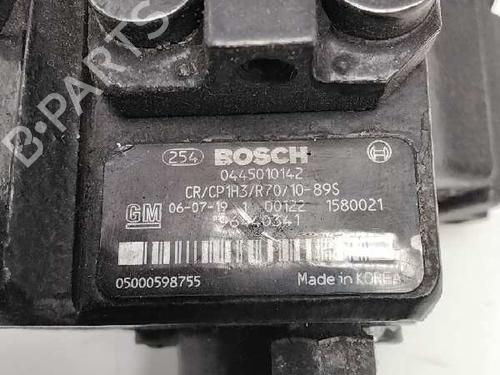 B-PARTS
254 BOSCH
0445010142
CR/CP1H3/R70/10-89S
GM 06-07-19 1 00122 1580021
05000598755 Made in KOREA